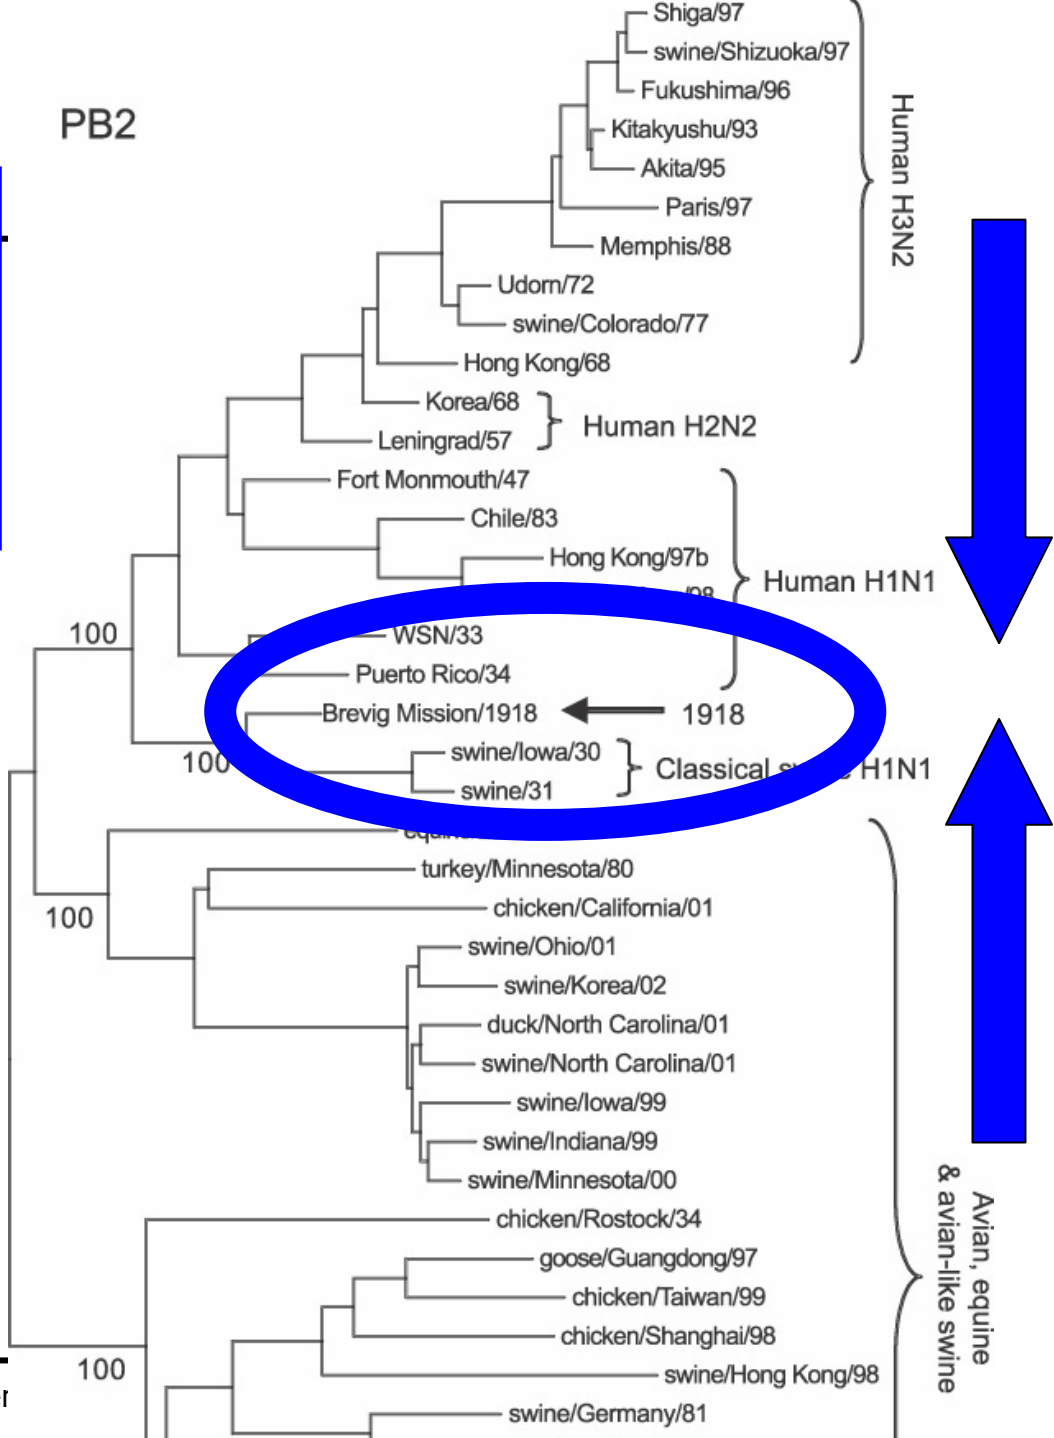 PB2
Shiga/97
swine/Shizuoka/97
Fukushima/96
Kitakyushu/93
Akita/95
Paris/97
Memphis/88
Udorn/72
swine/Colorado/77
Hong Kong/68
Human H3N2
Korea/68
Leningrad/57
Human H2N2
Fort Monmouth/47
Chile/83
Hong Kong/97b
Human H1N1
100
WSN/33
Puerto Rico/34
Brevig Mission/1918
1918
100
swine/Iowa/30
swine/31
Classical H1N1
100
turkey/Minnesota/80
chicken/California/01
swine/Ohio/01
swine/Korea/02
duck/North Carolina/01
swine/North Carolina/01
swine/Iowa/99
swine/Indiana/99
swine/Minnesota/00
chicken/Rostock/34
goose/Guangdong/97
chicken/Taiwan/99
chicken/Shanghai/98
swine/Hong Kong/98
swine/Germany/81
100
Avian, equine
& avian-like swine